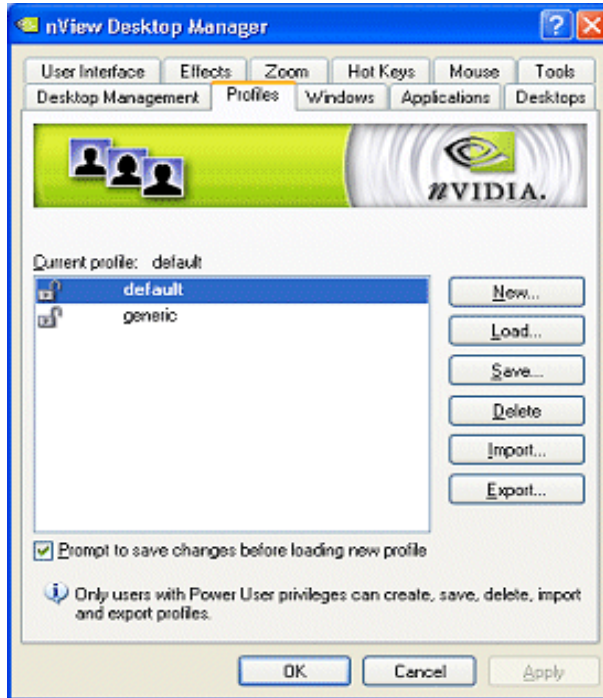 nView Desktop Manager
User Interface Effects Zoom Hot Keys Mouse Tools
Desktop Management Profiles Windows Applications Desktops
nVIDIA.
Current profile: default
default
generic
New...
Load...
Save...
Delete
Import...
Export...
Prompt to save changes before loading new profile
Only users with Power User privileges can create, save, delete, import
and export profiles.
OK Cancel Apply